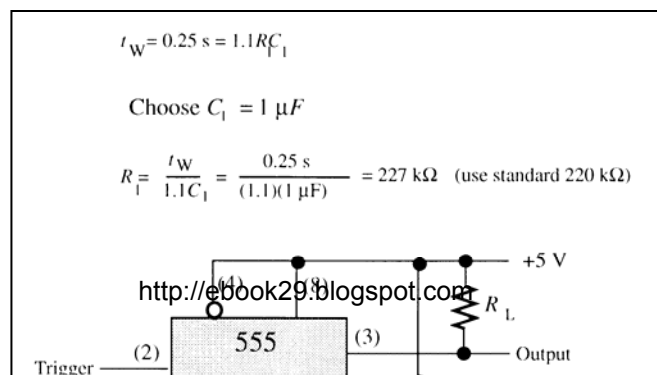 tW = 0.25 s = 1.1R1C1
Choose C1 = 1 μF
R1 = tW / 1.1C1 = 0.25 s / (1.1)(1 μF) = 227 kΩ (use standard 220 kΩ)
+5 V
(4) (8)
http://ebook29.blogspot.com
RL
555
(2) (3)
Trigger Output